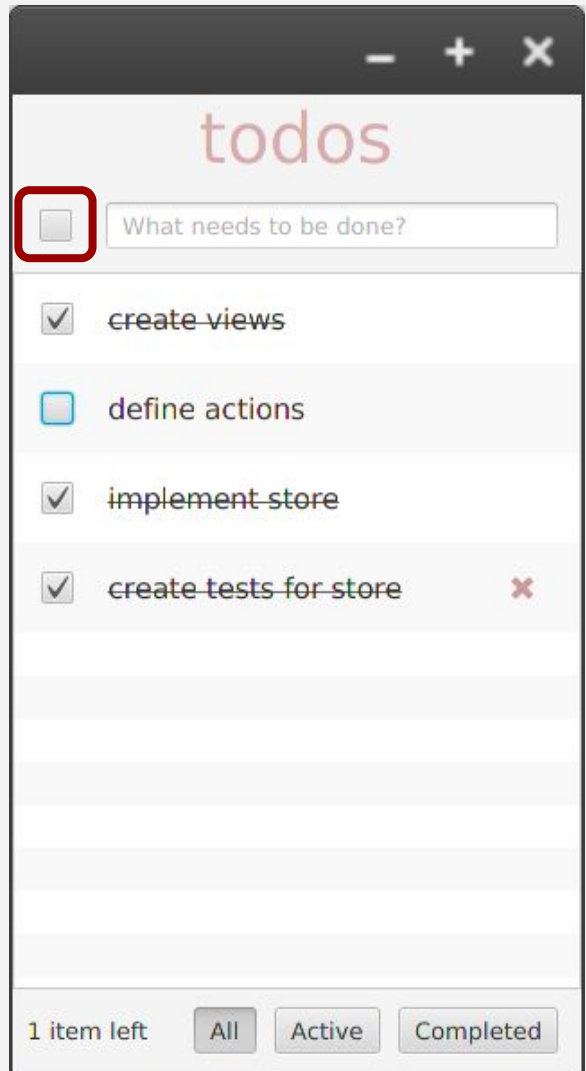 todos
What needs to be done?
create views
define actions
implement store
create tests for store
1 item left All Active Completed